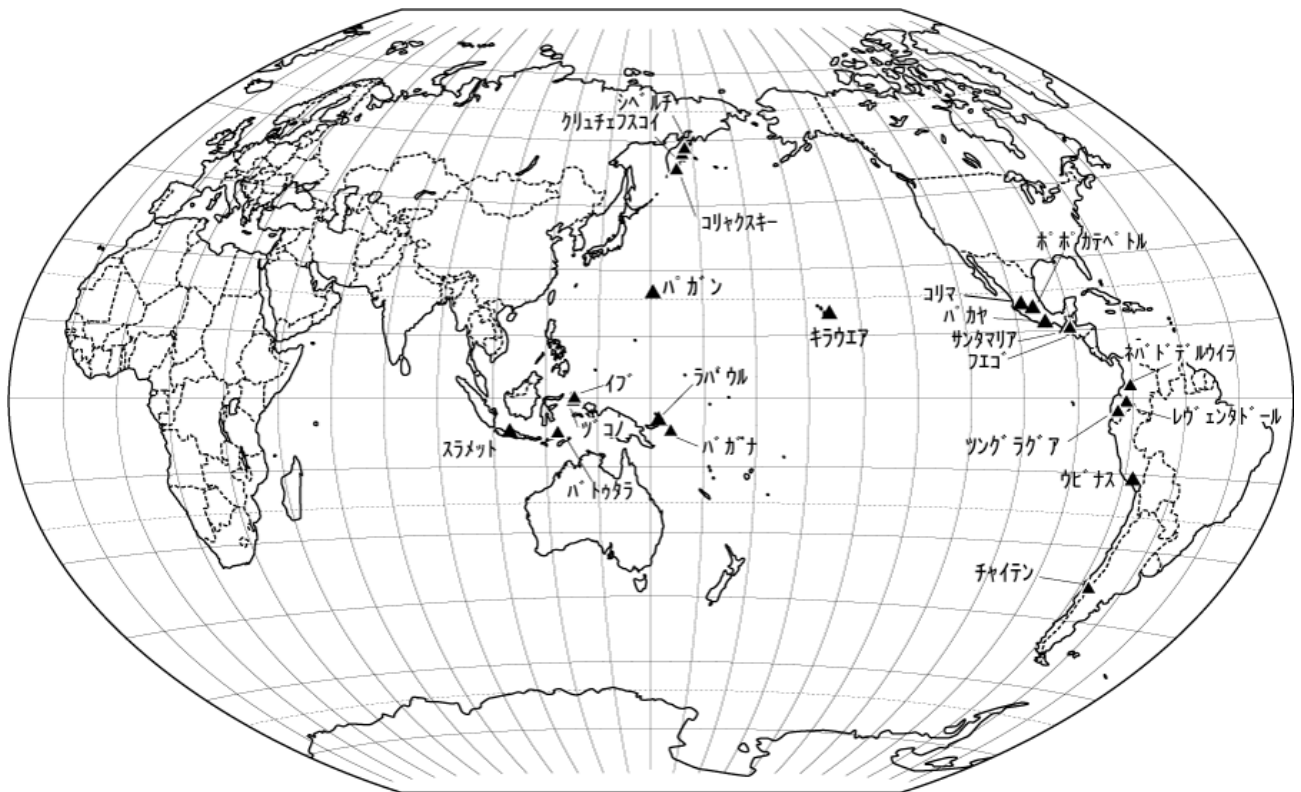 シベルチ
クリュチェフスコイ
コリャクスキー
ポポカテペトル
パガン
コリマ
パカヤ
キラウエア
サンタマリア
フエゴ
ネバドデルウイラ
イブ
ラバウル
レヴェンタドール
ツングラグア
スラメット
バガナ
ウビナス
バトゥタラ
チャイテン